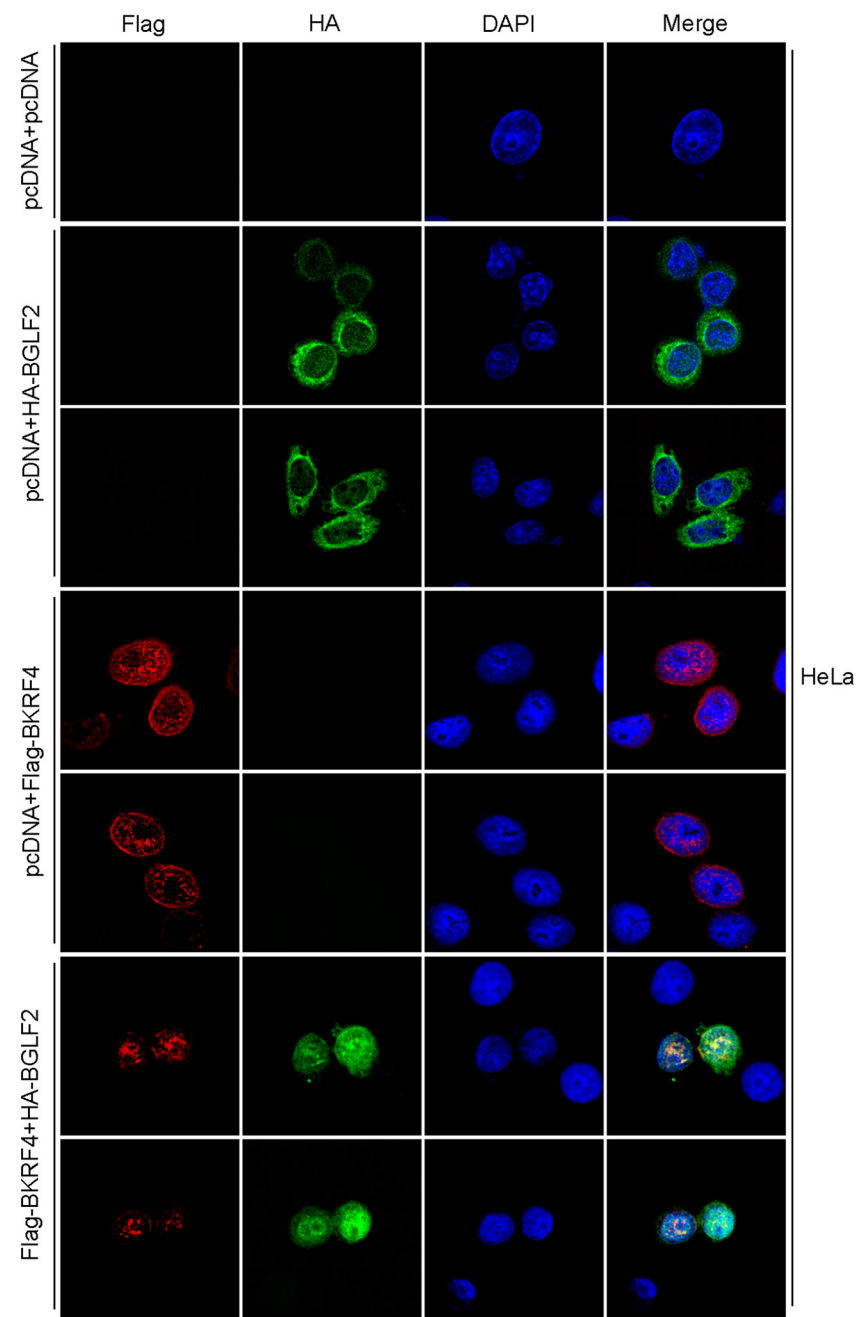 Flag HA DAPI Merge
pcDNA+pcDNA
pcDNA+HA-BGLF2
pcDNA+Flag-BKRF4
Flag-BKRF4+HA-BGLF2
HeLa